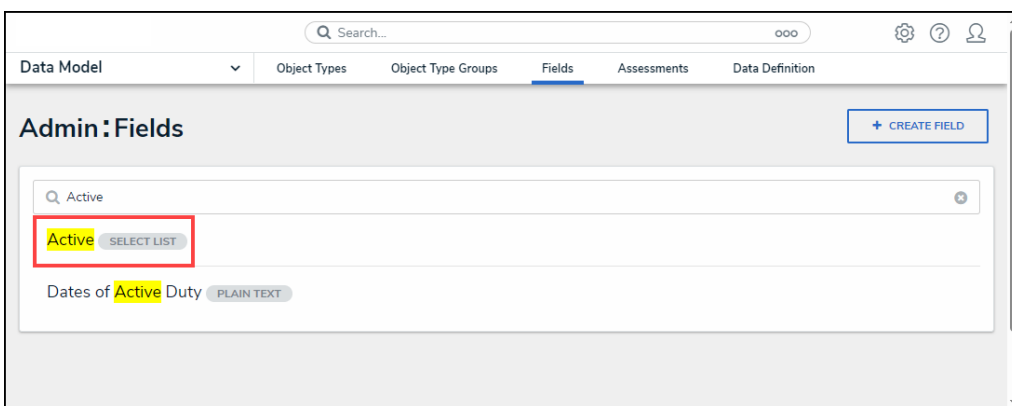 Search...
ooo
Data Model
Object Types
Object Type Groups
Fields
Assessments
Data Definition
Admin:Fields
+ CREATE FIELD
Active
Active SELECT LIST
Dates of Active Duty PLAIN TEXT